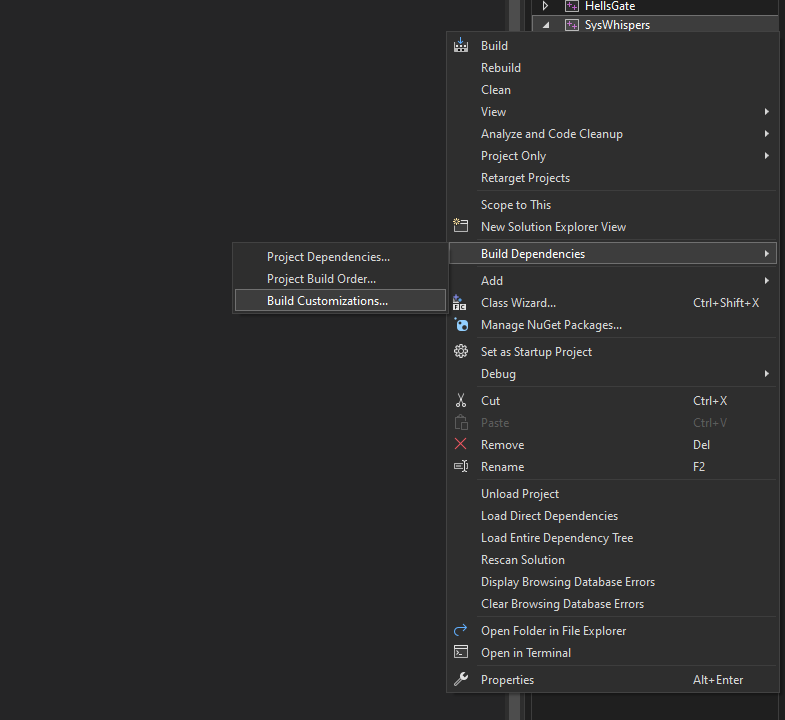 HellsGate
SysWhispers
Build
Rebuild
Clean
View
Analyze and Code Cleanup
Project Only
Retarget Projects
Scope to This
New Solution Explorer View
Build Dependencies
Project Dependencies...
Project Build Order...
Build Customizations...
Add
Class Wizard... Ctrl+Shift+X
Manage NuGet Packages...
Set as Startup Project
Debug
Cut Ctrl+X
Paste Ctrl+V
Remove Del
Rename F2
Unload Project
Load Direct Dependencies
Load Entire Dependency Tree
Rescan Solution
Display Browsing Database Errors
Clear Browsing Database Errors
Open Folder in File Explorer
Open in Terminal
Properties Alt+Enter